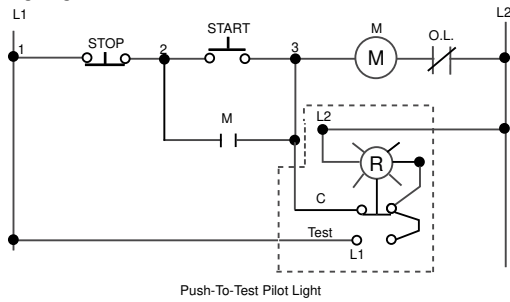 L1
L2
1
STOP
2
START
3
M
M
O.L.
M
L2
R
C
Test
L1
Push-To-Test Pilot Light